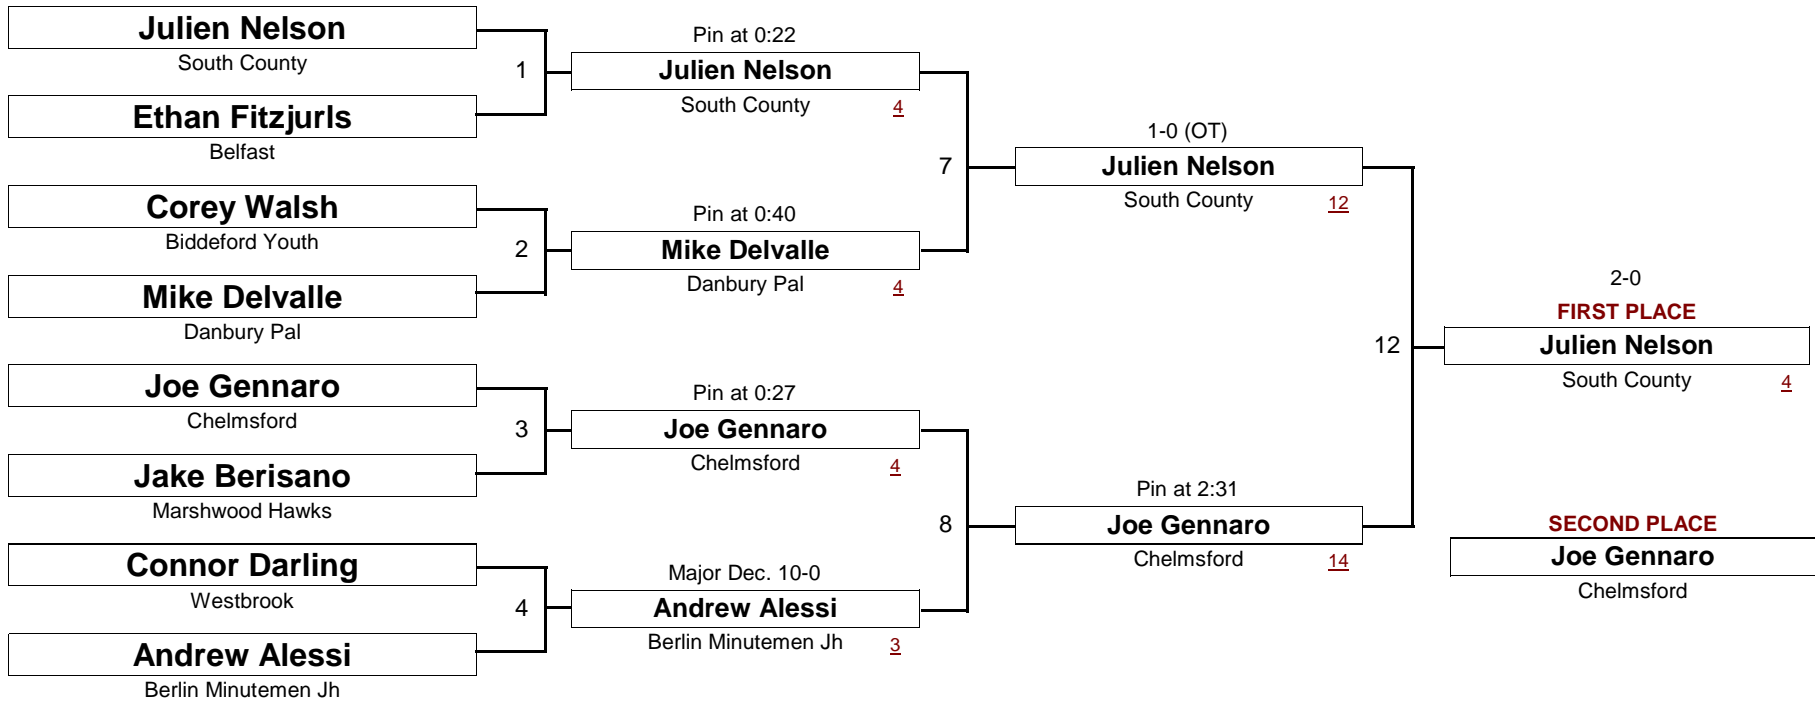 Julien Nelson
South County
1
Ethan Fitzjurls
Belfast
Corey Walsh
Biddeford Youth
2
Mike Delvalle
Danbury Pal
Joe Gennaro
Chelmsford
3
Jake Berisano
Marshwood Hawks
Connor Darling
Westbrook
4
Andrew Alessi
Berlin Minutemen Jh
Pin at 0:22
Julien Nelson
South County 4
7
Pin at 0:40
Mike Delvalle
Danbury Pal 4
Pin at 0:27
Joe Gennaro
Chelmsford 4
8
Major Dec. 10-0
Andrew Alessi
Berlin Minutemen Jh 3
1-0 (OT)
Julien Nelson
South County 12
12
Pin at 2:31
Joe Gennaro
Chelmsford 14
2-0
FIRST PLACE
Julien Nelson
South County 4
SECOND PLACE
Joe Gennaro
Chelmsford